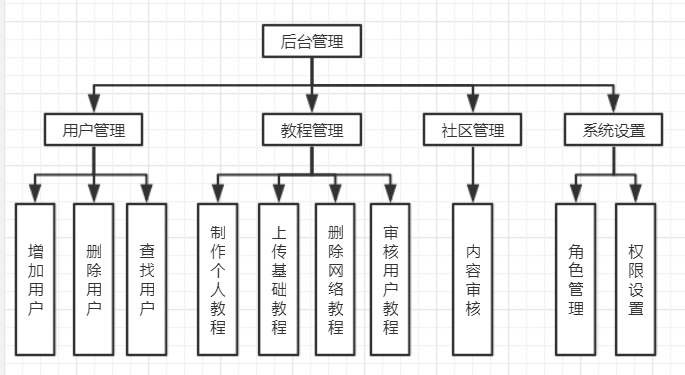 后台管理
用户管理
教程管理
社区管理
系统设置
增加用户
删除用户
查找用户
制作个人教程
上传基础教程
删除网络教程
审核用户教程
内容审核
角色管理
权限设置